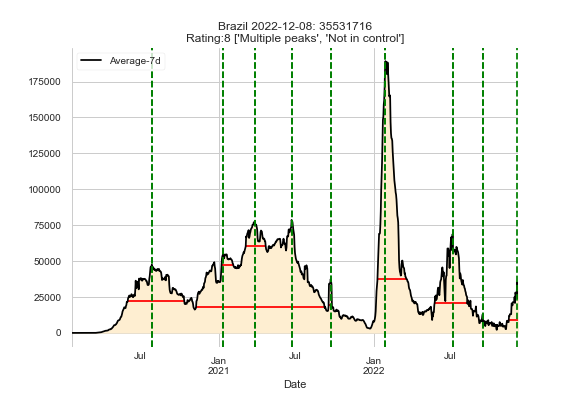 Brazil 2022-12-08: 35531716
Rating:8 ['Multiple peaks', 'Not in control']
Average-7d
175000
150000
125000
100000
75000
50000
25000
0
Jul Jan Jul Jan Jul
2021 2022
Date